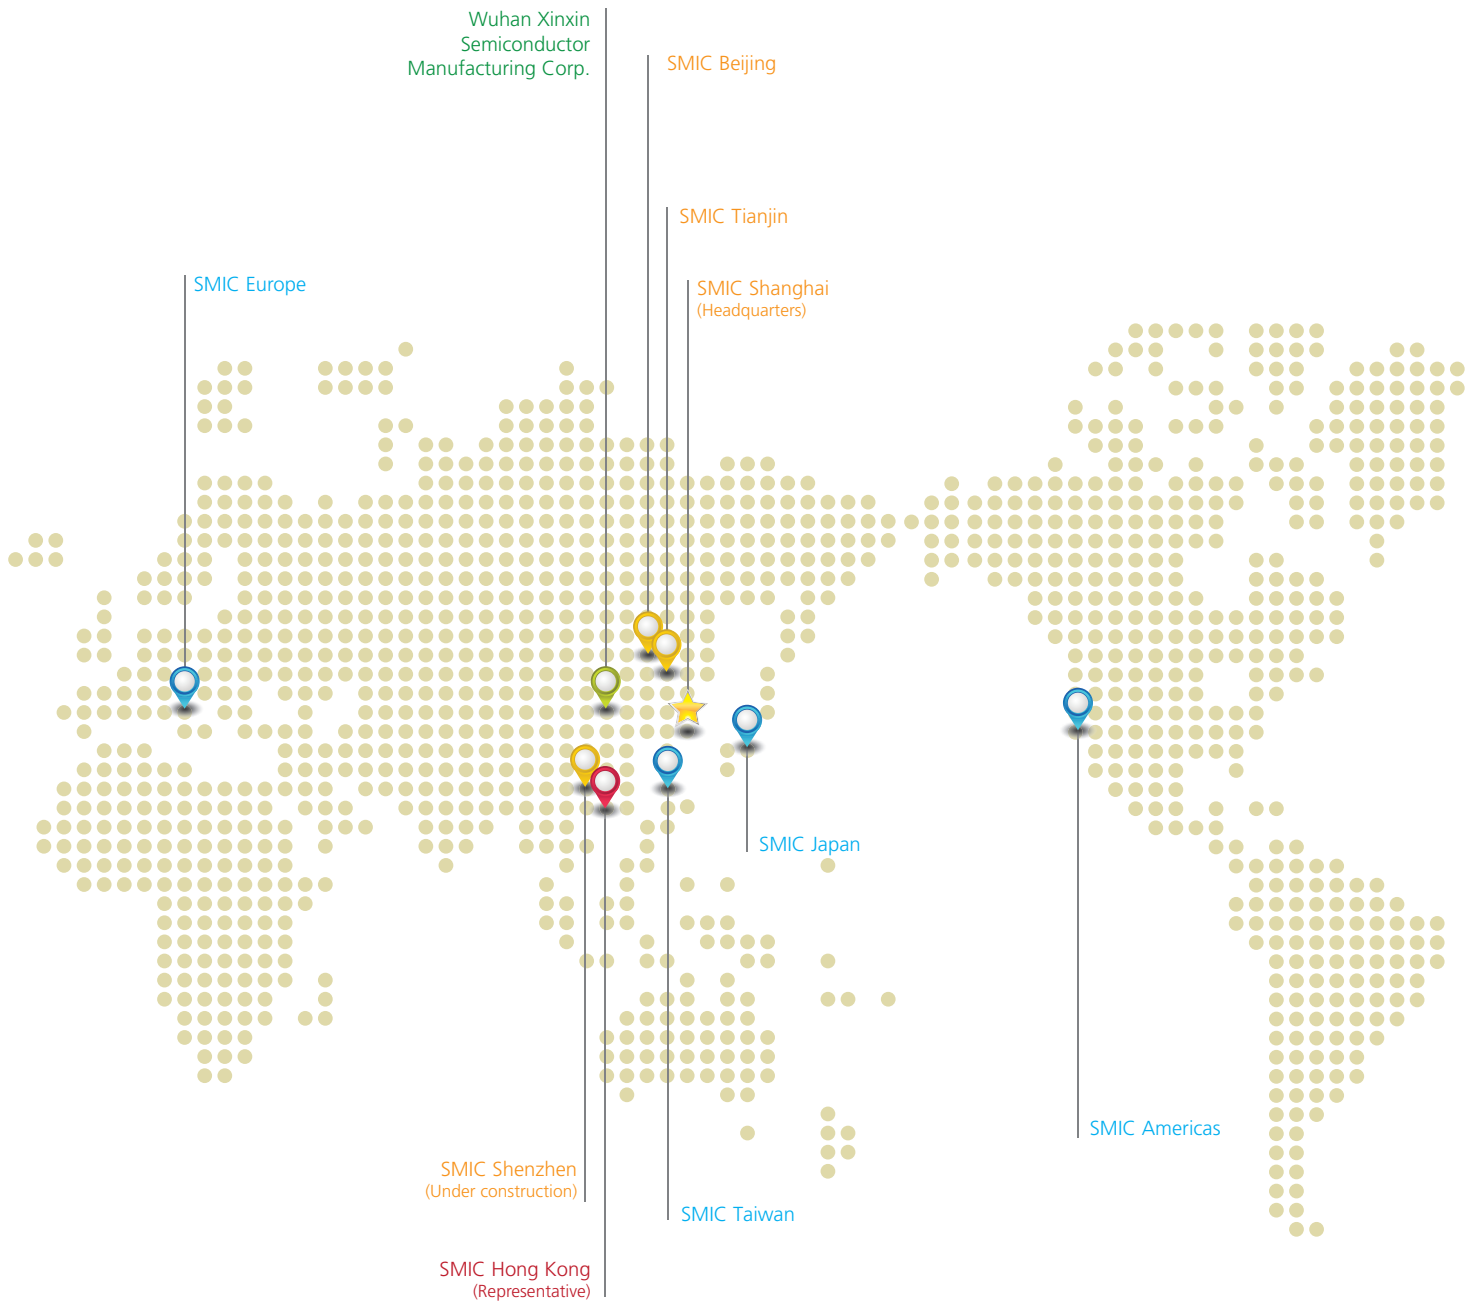 Wuhan Xinxin
Semiconductor
Manufacturing Corp.
SMIC Beijing
SMIC Tianjin
SMIC Europe
SMIC Shanghai
(Headquarters)
SMIC Japan
SMIC Americas
SMIC Shenzhen
(Under construction)
SMIC Taiwan
SMIC Hong Kong
(Representative)